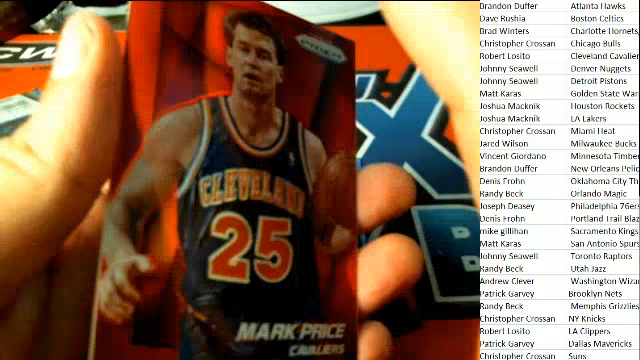 PRIZM
CLEVELAND
25
MARK PRICE
CAVALIERS
Brandon Duffer Atlanta Hawks
Dave Rushia Boston Celtics
Brad Winters Charlotte Hornets,
Christopher Crossan Chicago Bulls
Robert Losito Cleveland Cavalier
Johnny Seawell Denver Nuggets
Johnny Seawell Detroit Pistons
Matt Karas Golden State War
Joshua Macknik Houston Rockets
Joshua Macknik LA Lakers
Christopher Crossan Miami Heat
Jared Wilson Milwaukee Bucks
Vincent Giordano Minnesota Timber
Brandon Duffer New Orleans Pelic
Denis Frohn Oklahoma City Th
Randy Beck Orlando Magic
Joseph Deasey Philadelphia 76ers
Denis Frohn Portland Trail Blaz
mike gillihan Sacramento Kings
Matt Karas San Antonio Spurs
Johnny Seawell Toronto Raptors
Randy Beck Utah Jazz
Andrew Clever Washington Wiza
Patrick Garvey Brooklyn Nets
Randy Beck Memphis Grizzlies
Christopher Crossan NY Knicks
Robert Losito LA Clippers
Patrick Garvey Dallas Mavericks
Christopher Crossan Suns